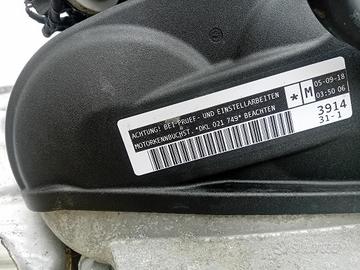 ACHTUNG! BEI PRUEF- UND EINSTELLARBEITEN
MOTORKENNBUCHST. *DKL 021 749* BEACHTEN
* M
05-09-18
03:50 06
3914
31-1